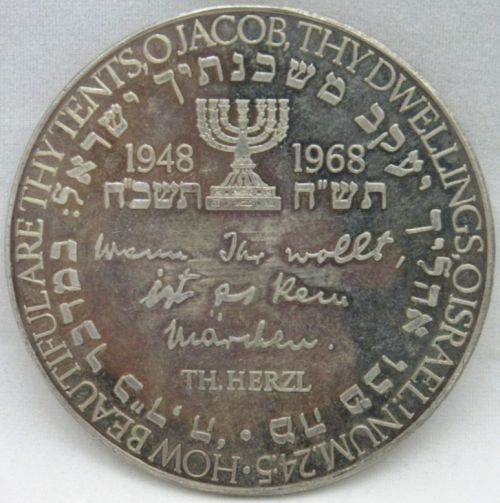 HOW BEAUTIFUL ARE THY TENTS, O JACOB, THY DWELLINGS, O ISRAEL! NUM. 24:5 ·
מה טבו אהליך יעקב משכנתיך ישראל! במדבר כ"ד, ה, ·
1948 1968
תשכ"ח תש"ח
Wenn Ihr wollt,
ist es kein
Märchen.
TH. HERZL